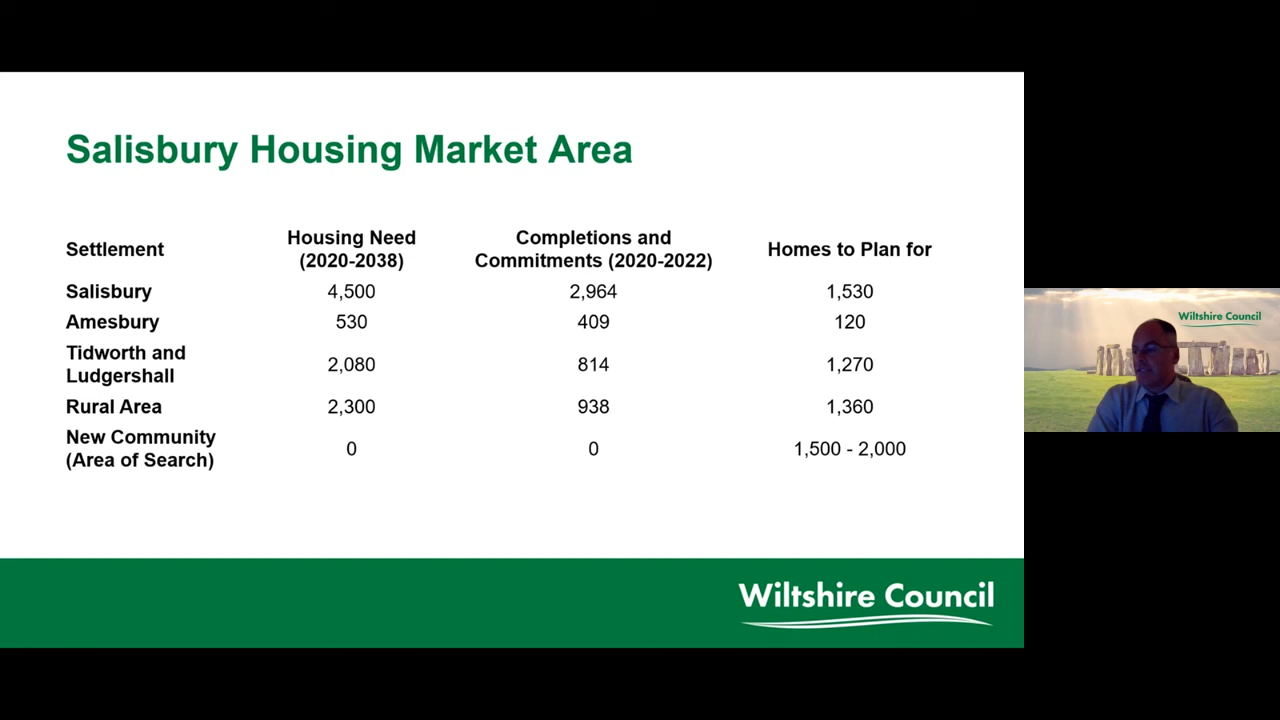 Salisbury Housing Market Area
Settlement
Housing Need
(2020-2038)
Completions and
Commitments (2020-2022)
Homes to Plan for
Salisbury 4,500 2,964 1,530
Amesbury 530 409 120
Tidworth and
Ludgershall 2,080 814 1,270
Rural Area 2,300 938 1,360
New Community
(Area of Search) 0 0 1,500 - 2,000
Wiltshire Council
Wiltshire Council